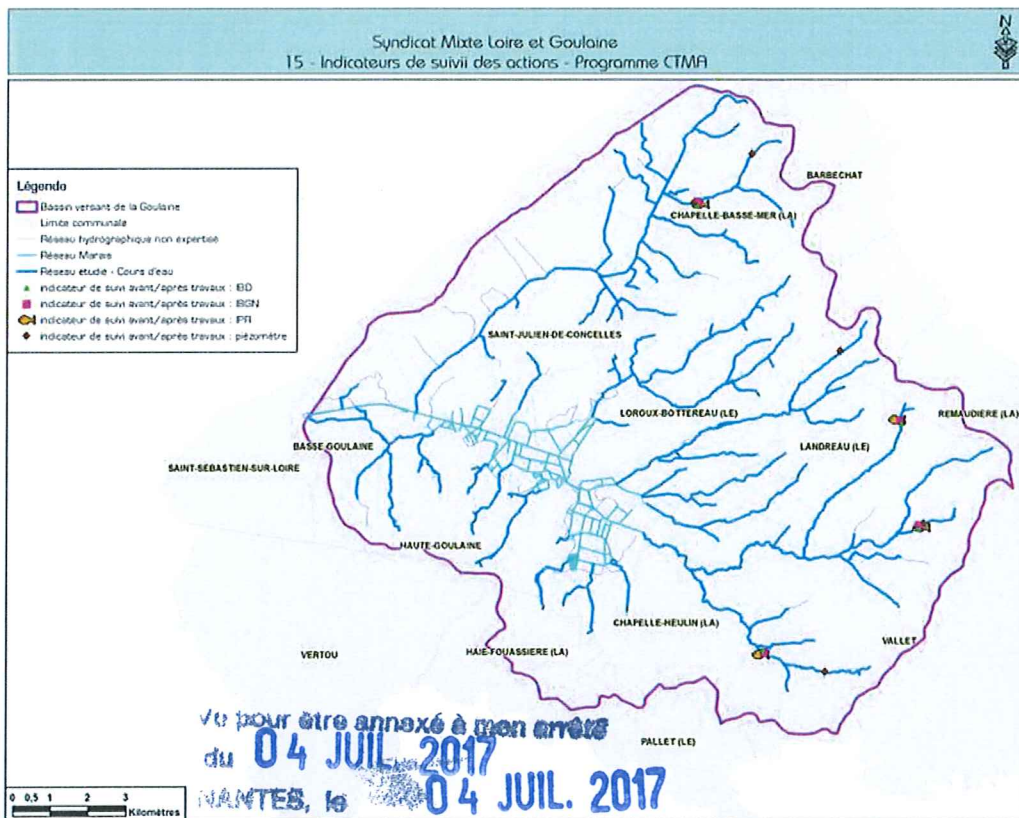 Syndicat Mixte Loire et Goulaine
15 - Indicateurs de suivii des actions - Programme CTMA
N
Légende
Bassin versant de la Goulaine
Limite communale
Réseau hydrographique non expertisé
Réseau Marais
Réseau étudié - Cours d'eau
indicateur de suivi avant/après travaux : IBD
indicateur de suivi avant/après travaux : IBGN
indicateur de suivi avant/après travaux : IPR
indicateur de suivi avant/après travaux : piézomètre
BARBECHAT
CHAPELLE-BASSE-MER (LA)
SAINT-JULIEN-DE-CONCELLES
LOROUX-BOTTEREAU (LE)
REMAUDIERE (LA)
BASSE-GOULAINE
LANDREAU (LE)
SAINT-SEBASTIEN-SUR-LOIRE
HAUTE-GOULAINE
CHAPELLE-HEULIN (LA)
VALLET
VERTOU
HAIE-FOUASSIERE (LA)
PALLET (LE)
Vu pour être annexé à mon arrêté
du 04 JUIL. 2017
NANTES, le 04 JUIL. 2017
0 0,5 1 2 3
Kilomètres